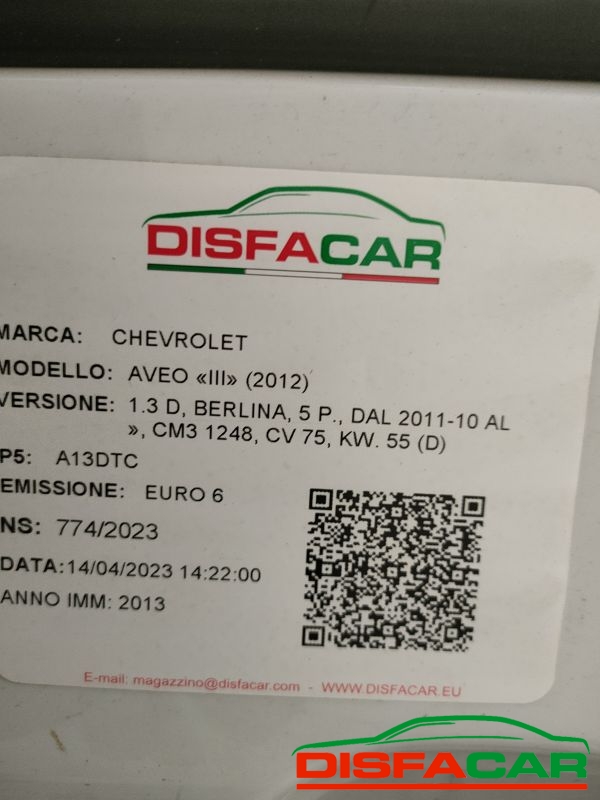 DISFACAR
MARCA: CHEVROLET
MODELLO: AVEO «III» (2012)
VERSIONE: 1.3 D, BERLINA, 5 P., DAL 2011-10 AL
», CM3 1248, CV 75, KW. 55 (D)
P5: A13DTC
EMISSIONE: EURO 6
NS: 774/2023
DATA:14/04/2023 14:22:00
ANNO IMM: 2013
E-mail: magazzino@disfacar.com - WWW.DISFACAR.EU
DISFACAR